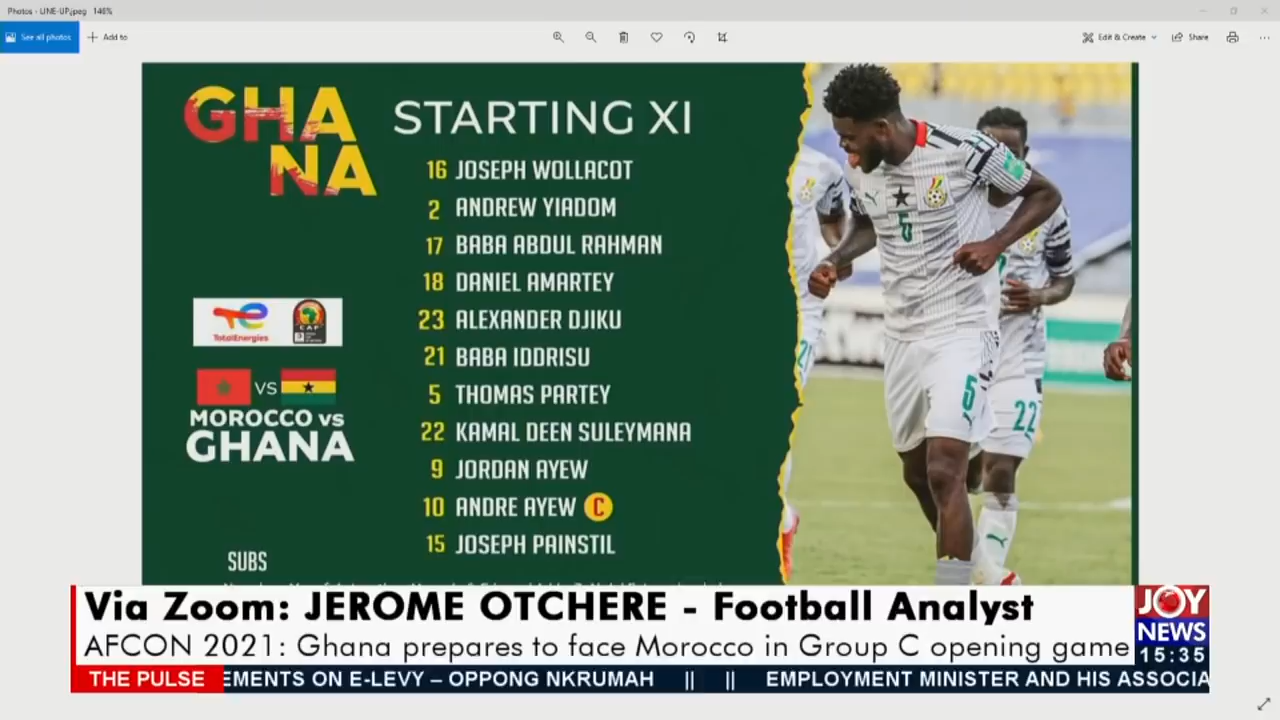 Photos - LINE-UP.jpeg 146%
See all photos
Add to
Edit & Create
Share
GHA
NA
STARTING XI
16 JOSEPH WOLLACOT
2 ANDREW YIADOM
17 BABA ABDUL RAHMAN
18 DANIEL AMARTEY
23 ALEXANDER DJIKU
21 BABA IDDRISU
5 THOMAS PARTEY
22 KAMAL DEEN SULEYMANA
9 JORDAN AYEW
10 ANDRE AYEW C
15 JOSEPH PAINSTIL
TotalEnergies
CAF
VS
MOROCCO VS
GHANA
SUBS
5
5
22
Via Zoom: JEROME OTCHERE - Football Analyst
AFCON 2021: Ghana prepares to face Morocco in Group C opening game
JOY
NEWS
15:35
THE PULSE
EMENTS ON E-LEVY – OPPONG NKRUMAH || || EMPLOYMENT MINISTER AND HIS ASSOCIA